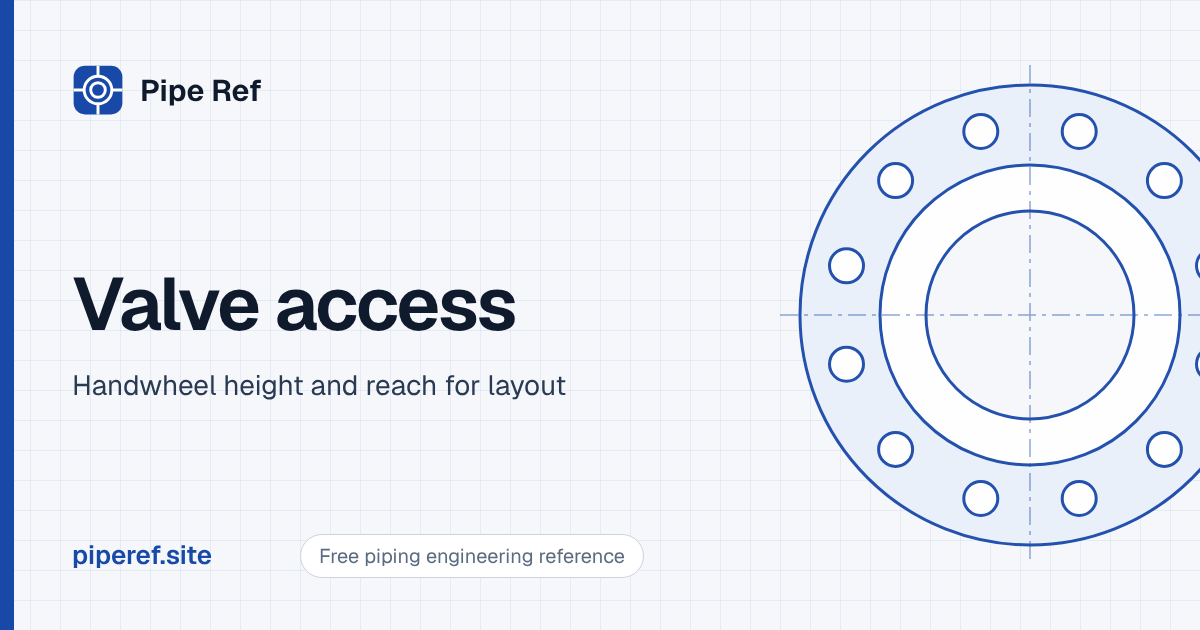 Pipe Ref
Valve access
Handwheel height and reach for layout
piperef.site
Free piping engineering reference